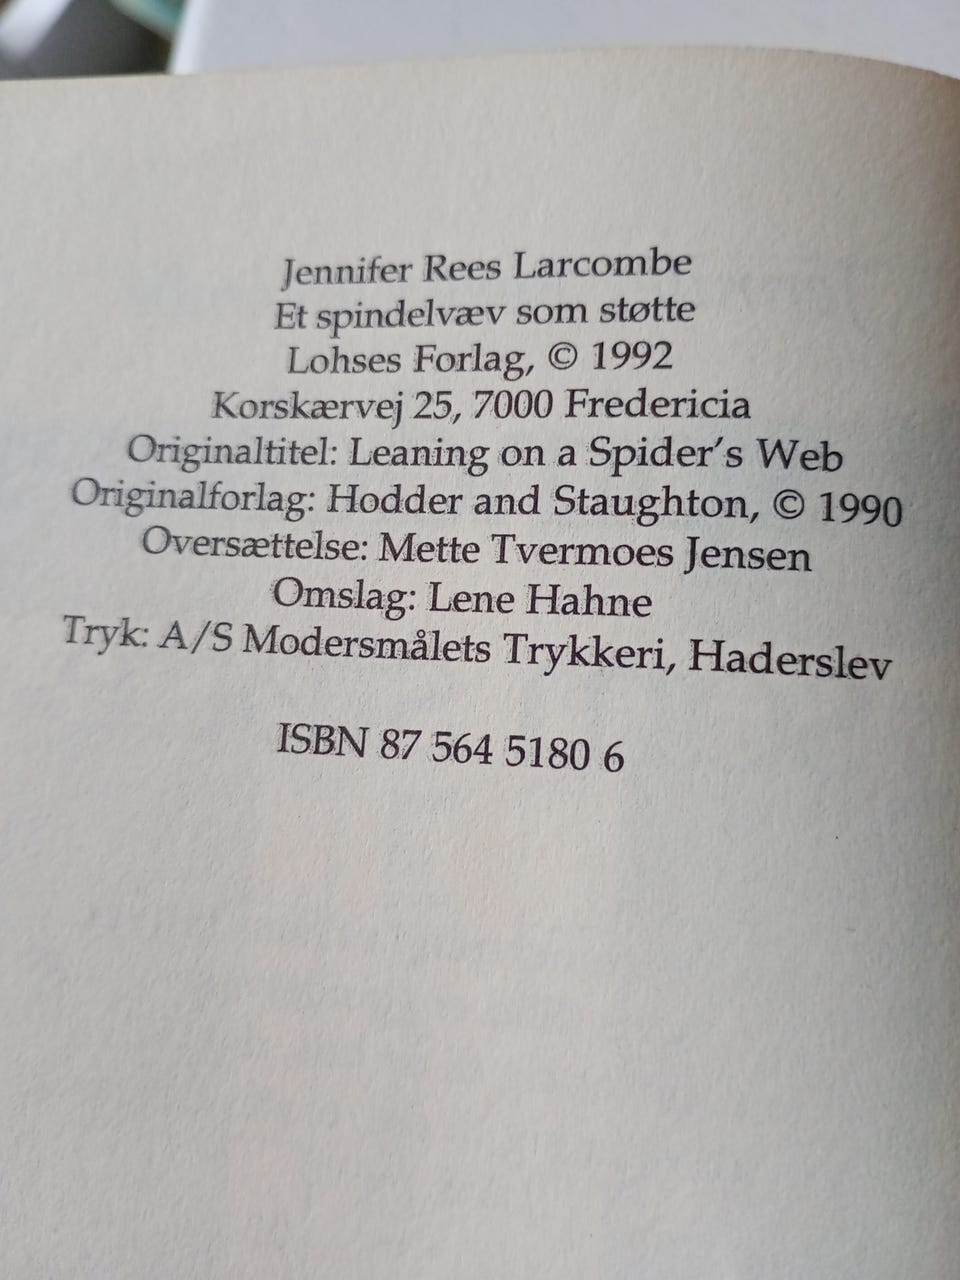 Jennifer Rees Larcombe
Et spindelvæv som støtte
Lohses Forlag, © 1992
Korskærvej 25, 7000 Fredericia
Originaltitel: Leaning on a Spider's Web
Originalforlag: Hodder and Staughton, © 1990
Oversættelse: Mette Tvermoes Jensen
Omslag: Lene Hahne
Tryk: A/S Modersmålets Trykkeri, Haderslev
ISBN 87 564 5180 6